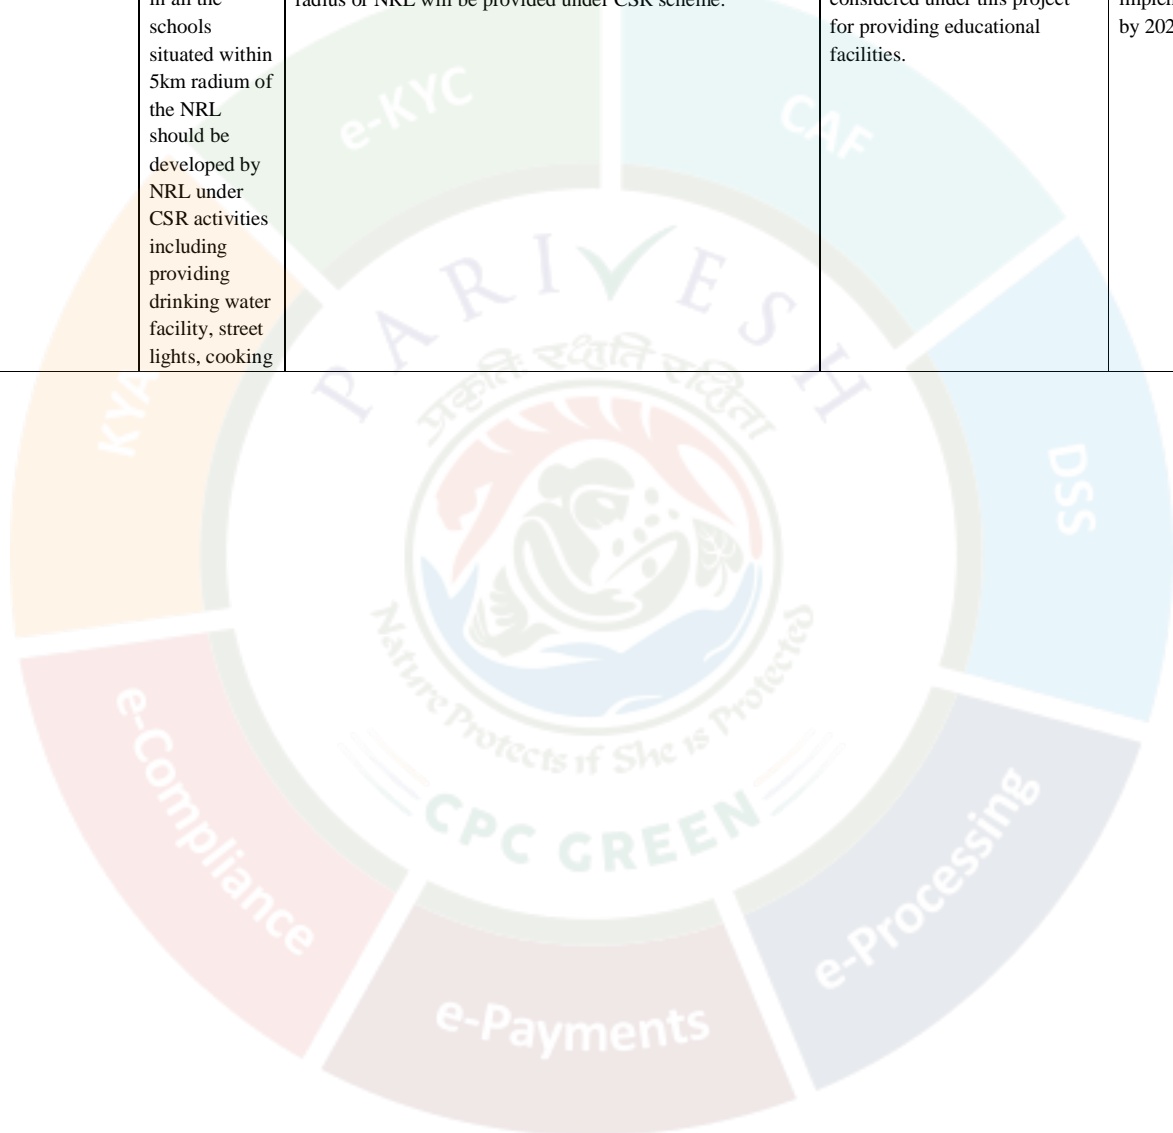 in all the
schools
situated within
5km radium of
the NRL
should be
developed by
NRL under
CSR activities
including
providing
drinking water
facility, street
lights, cooking
radius of NRL will be provided under CSR scheme.
considered under this project
for providing educational
facilities.
by 202
e-KYC
CAF
KYA
DSS
PARIVESH
प्रकृति रक्षति रक्षिता
Nature Protects if She is Protected
CPC GREEN
e-Compliance
e-Processing
e-Payments